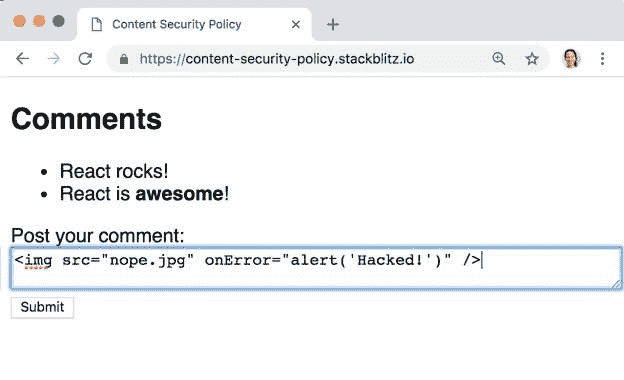 Content Security Policy
https://content-security-policy.stackblitz.io
Comments
• React rocks!
• React is awesome!
Post your comment:
<img src="nope.jpg" onError="alert('Hacked!')" />
Submit